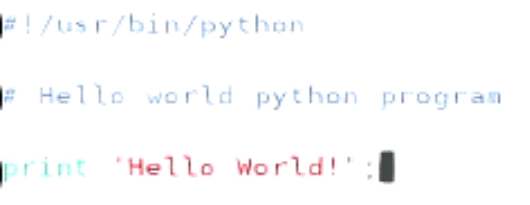 #!/usr/bin/python
# Hello world python program
print 'Hello World!';